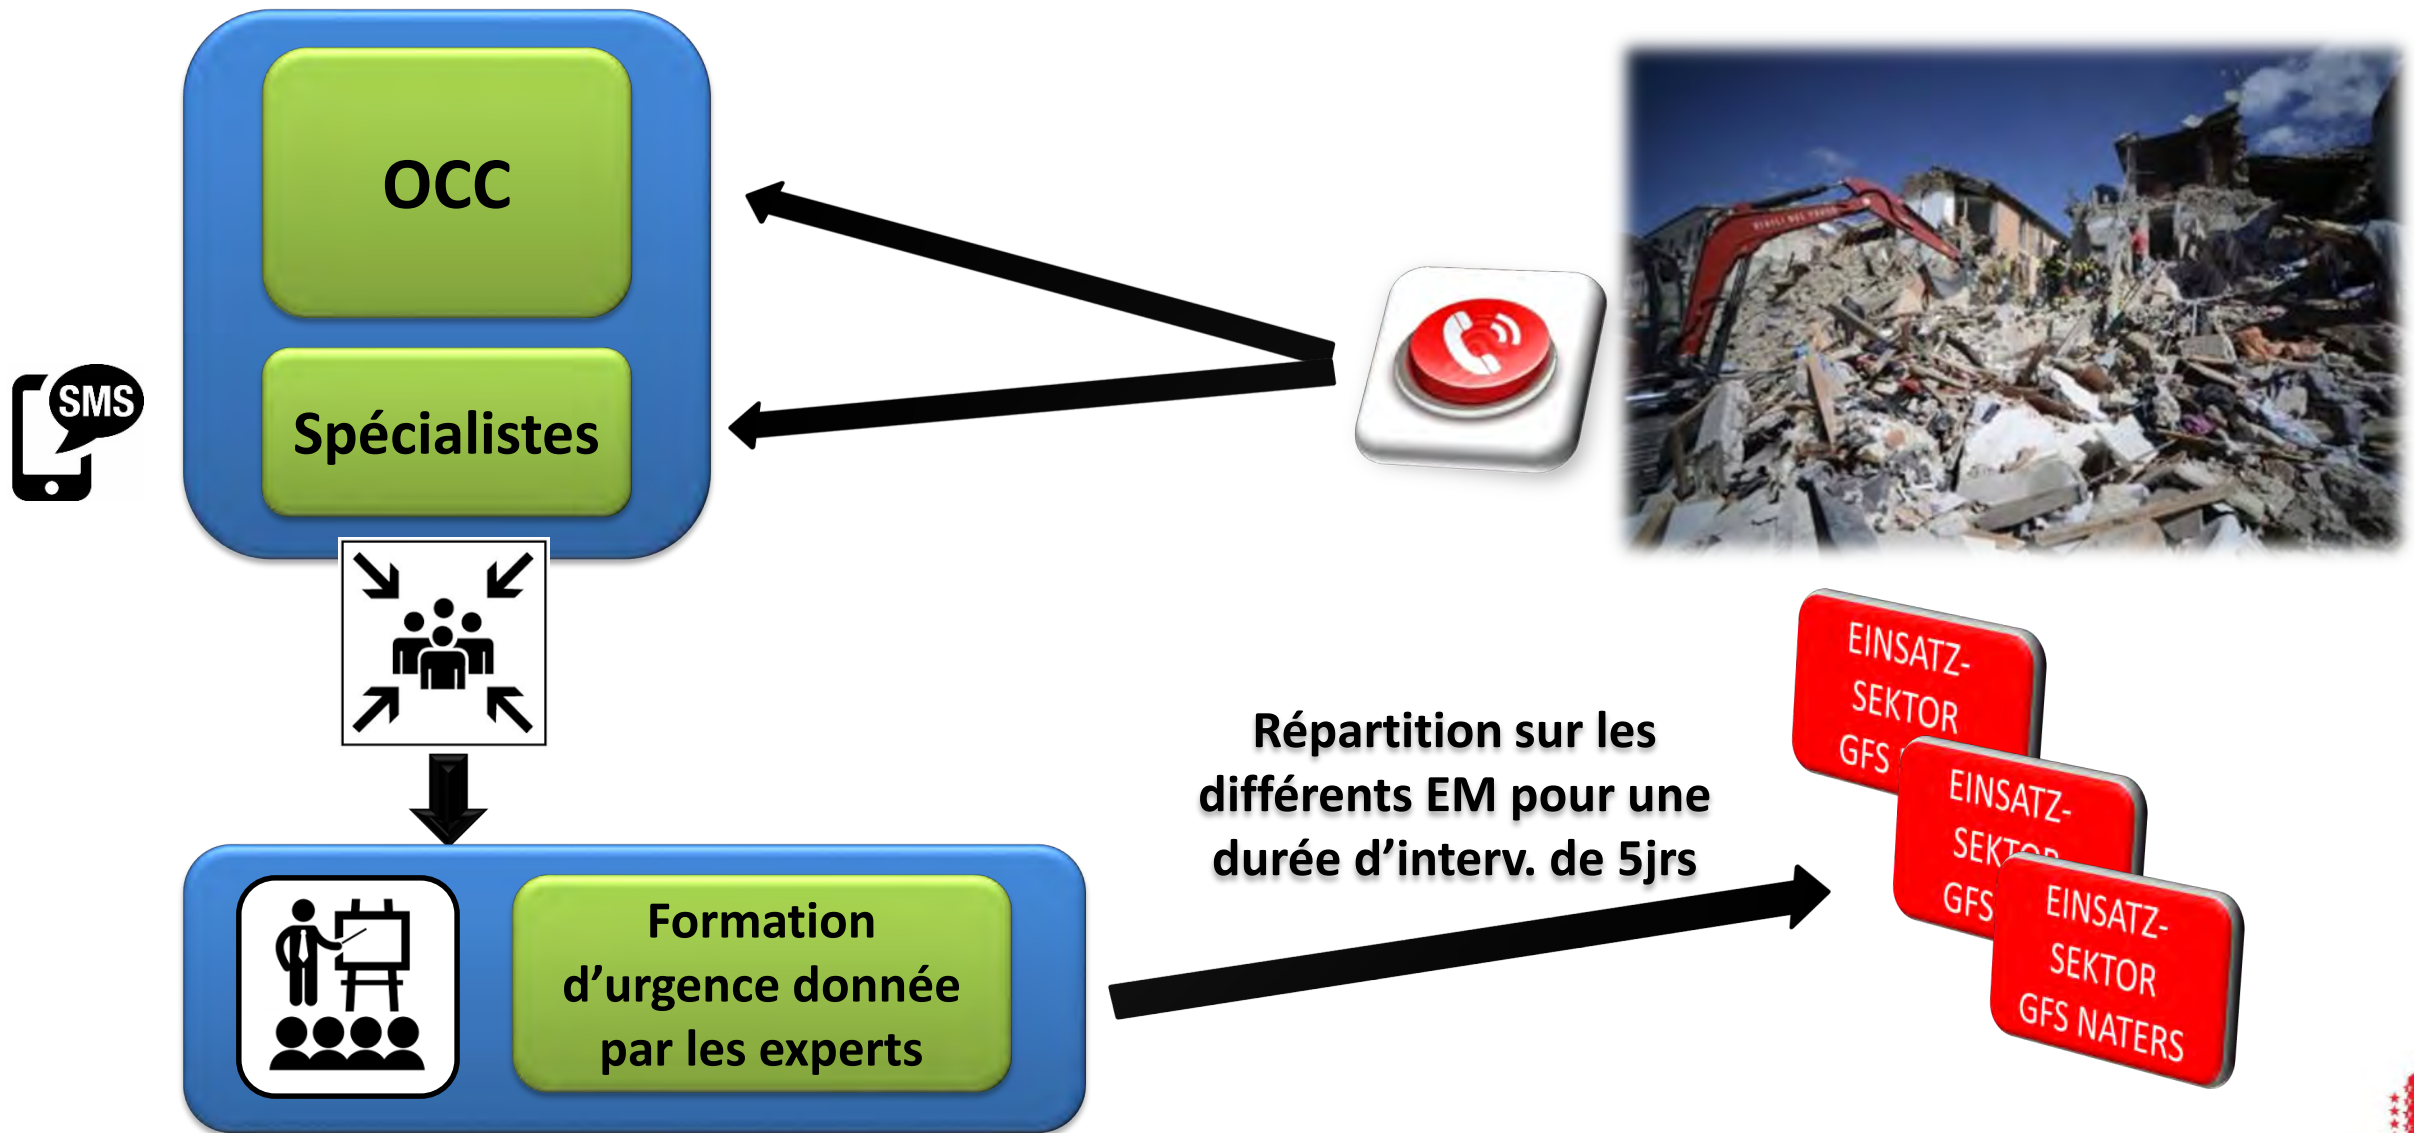 OCC
SMS
Spécialistes
Répartition sur les
différents EM pour une
durée d’interv. de 5jrs
Formation
d’urgence donnée
par les experts
EINSATZ-
SEKTOR
GFS
EINSATZ-
SEKTOR
GFS
EINSATZ-
SEKTOR
GFS NATERS